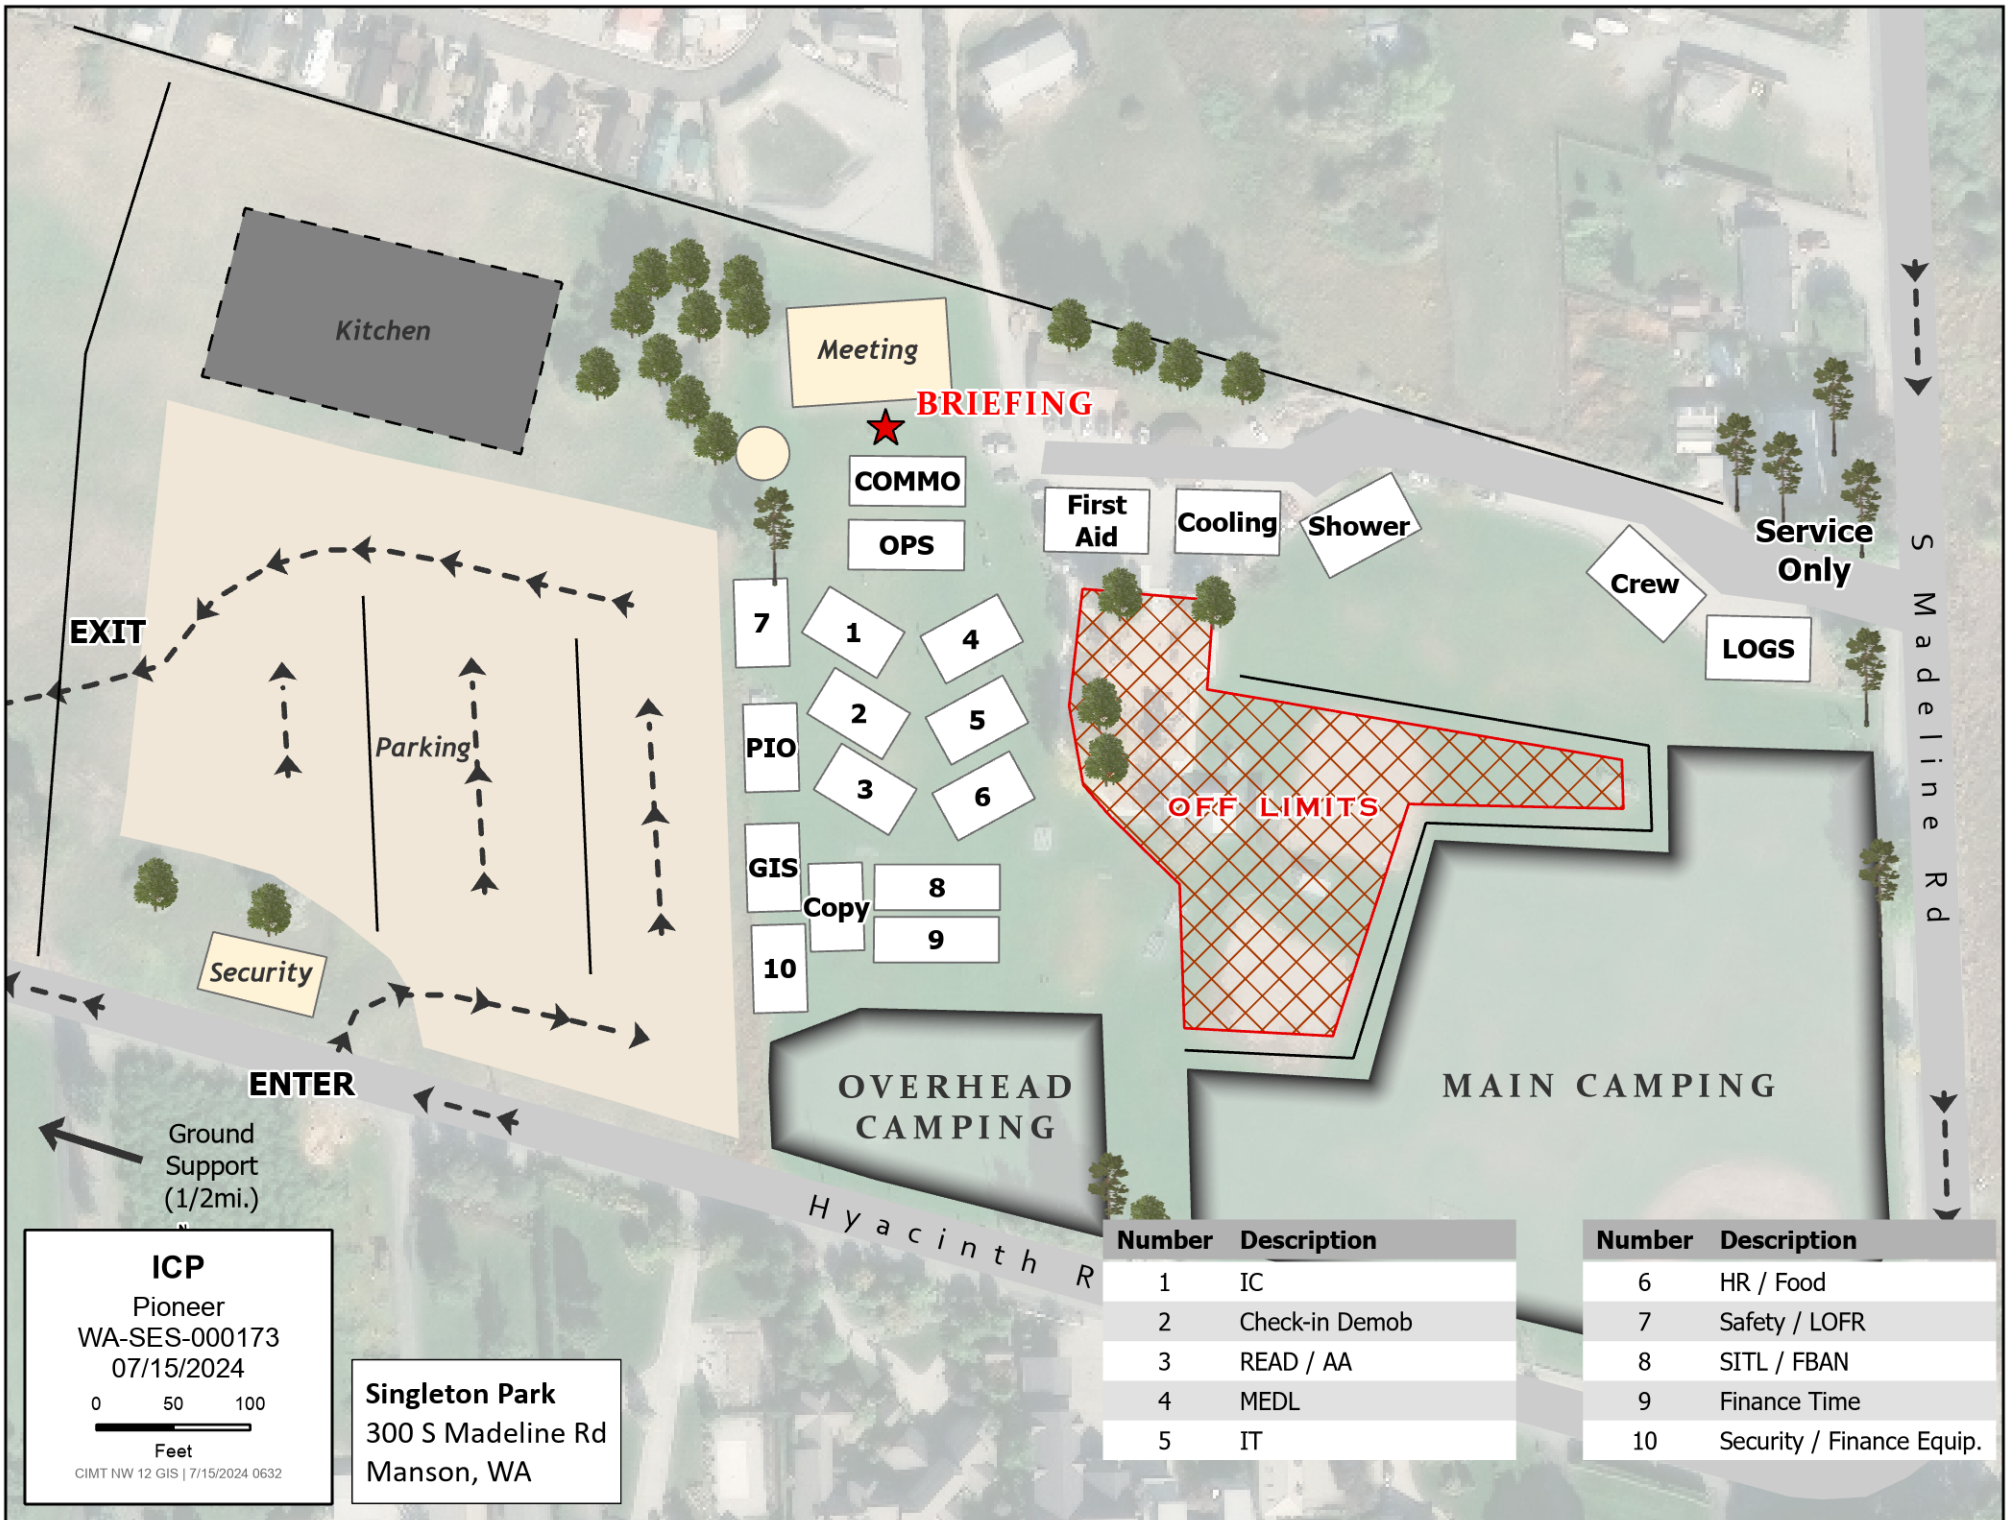 Kitchen
Meeting
BRIEFING
COMMO
OPS
First
Aid
Cooling
Shower
Crew
LOGS
Service
Only
S Madeline Rd
EXIT
Parking
7
1
4
2
5
PIO
3
6
OFF LIMITS
GIS
Copy
8
9
10
Security
ENTER
OVERHEAD
CAMPING
MAIN CAMPING
Ground
Support
(1/2mi.)
N
Hyacinth R
ICP
Pioneer
WA-SES-000173
07/15/2024
0 50 100
Feet
CIMT NW 12 GIS | 7/15/2024 0632
Singleton Park
300 S Madeline Rd
Manson, WA
Number Description
1 IC
2 Check-in Demob
3 READ / AA
4 MEDL
5 IT
Number Description
6 HR / Food
7 Safety / LOFR
8 SITL / FBAN
9 Finance Time
10 Security / Finance Equip.